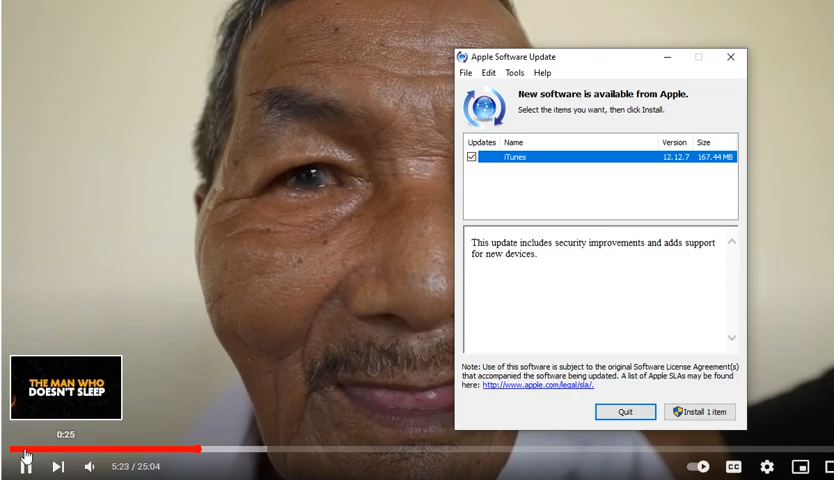 Apple Software Update
File Edit Tools Help
New software is available from Apple.
Select the items you want, then click Install.
Updates Name Version Size
iTunes 12.12.7 167.44 MB
This update includes security improvements and adds support
for new devices.
Note: Use of this software is subject to the original Software License Agreement(s)
that accompanied the software being updated. A list of Apple SLAs may be found
here: http://www.apple.com/legal/sla/.
Quit Install 1 item
THE MAN WHO
DOESN'T SLEEP
0:25
5:23 / 25:04
CC